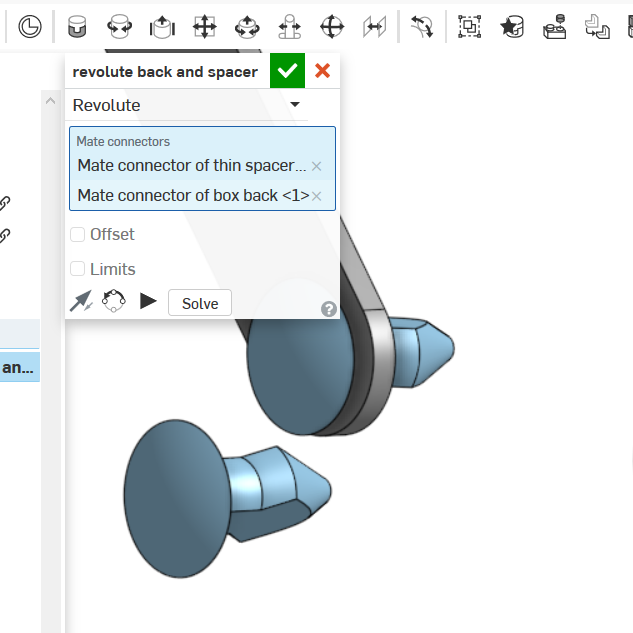 revolute back and spacer
Revolute
Mate connectors
Mate connector of thin spacer...
Mate connector of box back <1>
Offset
Limits
Solve
?
an...